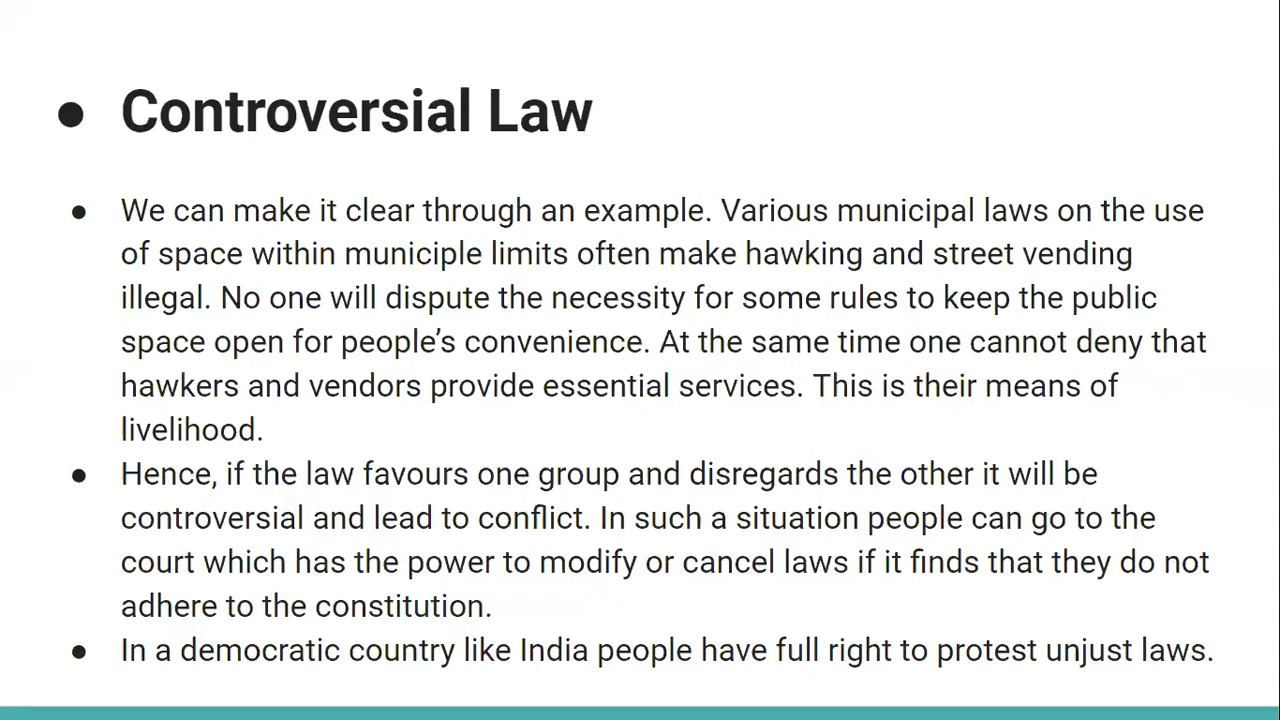 ● Controversial Law
● We can make it clear through an example. Various municipal laws on the use
of space within municiple limits often make hawking and street vending
illegal. No one will dispute the necessity for some rules to keep the public
space open for people’s convenience. At the same time one cannot deny that
hawkers and vendors provide essential services. This is their means of
livelihood.
● Hence, if the law favours one group and disregards the other it will be
controversial and lead to conflict. In such a situation people can go to the
court which has the power to modify or cancel laws if it finds that they do not
adhere to the constitution.
● In a democratic country like India people have full right to protest unjust laws.